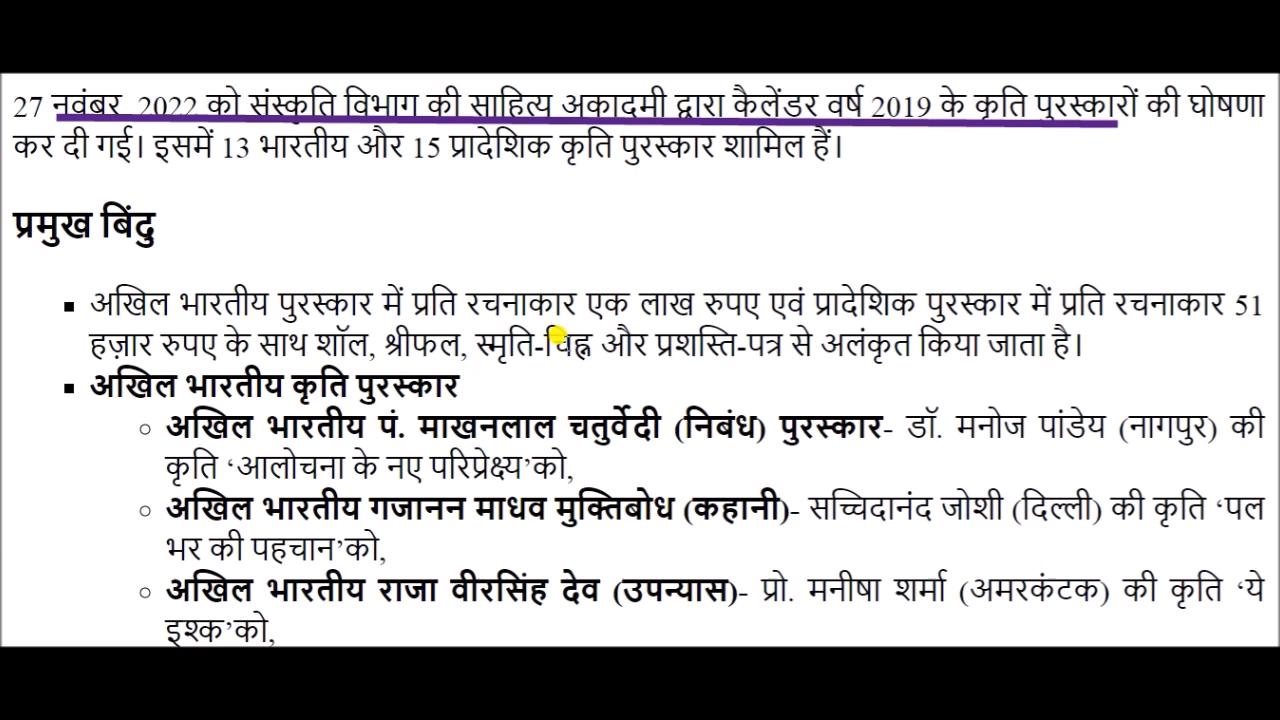 27 नवंबर, 2022 को संस्कृति विभाग की साहित्य अकादमी द्वारा कैलेंडर वर्ष 2019 के कृति पुरस्कारों की घोषणा
कर दी गई। इसमें 13 भारतीय और 15 प्रादेशिक कृति पुरस्कार शामिल हैं।
प्रमुख बिंदु
▪ अखिल भारतीय पुरस्कार में प्रति रचनाकार एक लाख रुपए एवं प्रादेशिक पुरस्कार में प्रति रचनाकार 51
हज़ार रुपए के साथ शॉल, श्रीफल, स्मृति-चिह्न और प्रशस्ति-पत्र से अलंकृत किया जाता है।
▪ अखिल भारतीय कृति पुरस्कार
○ अखिल भारतीय पं. माखनलाल चतुर्वेदी (निबंध) पुरस्कार- डॉ. मनोज पांडेय (नागपुर) की
कृति ‘आलोचना के नए परिप्रेक्ष्य’को,
○ अखिल भारतीय गजानन माधव मुक्तिबोध (कहानी)- सच्चिदानंद जोशी (दिल्ली) की कृति ‘पल
भर की पहचान’को,
○ अखिल भारतीय राजा वीरसिंह देव (उपन्यास)- प्रो. मनीषा शर्मा (अमरकंटक) की कृति ‘ये
इश्क’को,